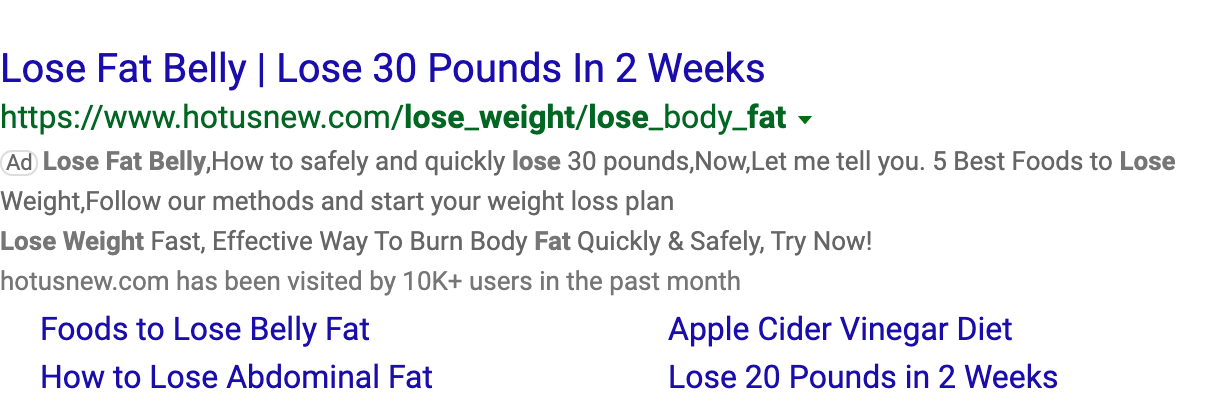 Lose Fat Belly | Lose 30 Pounds In 2 Weeks
https://www.hotusnew.com/lose_weight/lose_body_fat
Ad Lose Fat Belly,How to safely and quickly lose 30 pounds,Now,Let me tell you. 5 Best Foods to Lose
Weight,Follow our methods and start your weight loss plan
Lose Weight Fast, Effective Way To Burn Body Fat Quickly & Safely, Try Now!
hotusnew.com has been visited by 10K+ users in the past month
Foods to Lose Belly Fat Apple Cider Vinegar Diet
How to Lose Abdominal Fat Lose 20 Pounds in 2 Weeks